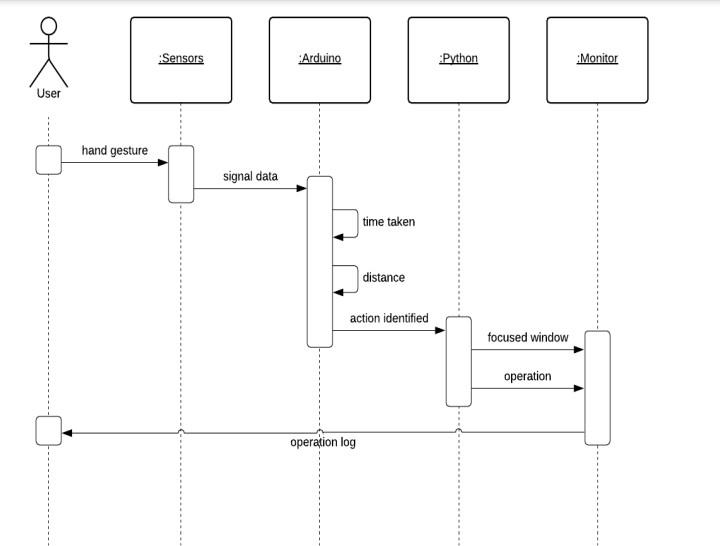 :Sensors
:Arduino
:Python
:Monitor
User
hand gesture
signal data
time taken
distance
action identified
focused window
operation
operation log